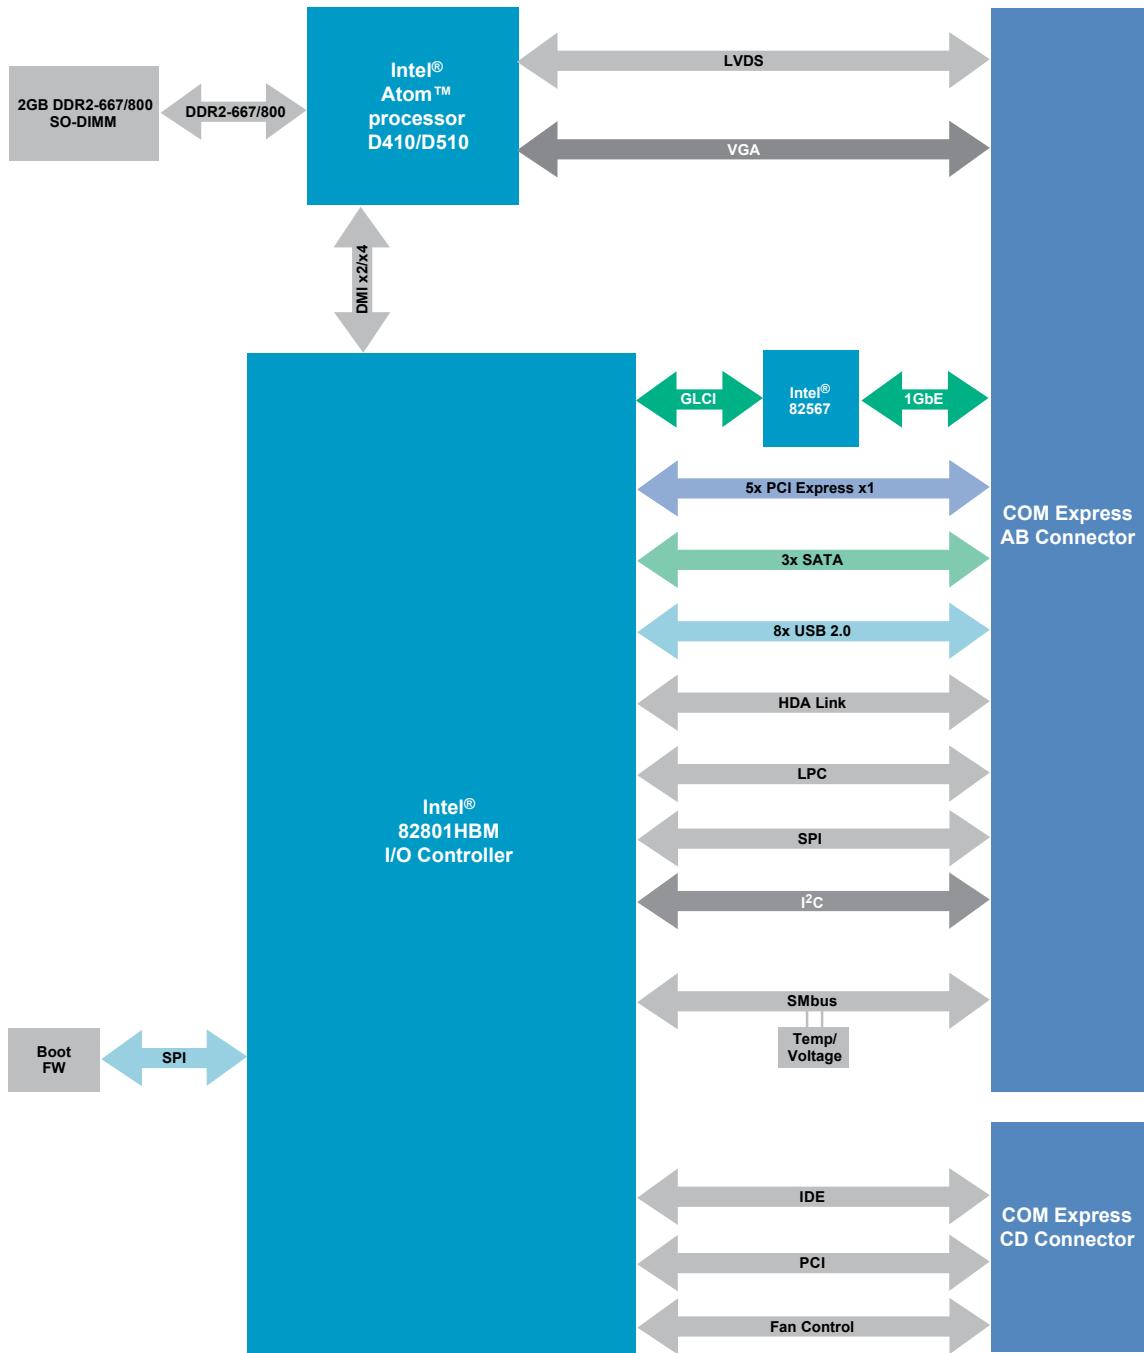 Intel®
Atom™
processor
D410/D510
2GB DDR2-667/800
SO-DIMM
DDR2-667/800
LVDS
VGA
DMI x2/x4
GLCI
Intel®
82567
1GbE
5x PCI Express x1
3x SATA
8x USB 2.0
HDA Link
LPC
SPI
I²C
SMbus
Temp/
Voltage
COM Express
AB Connector
Intel®
82801HBM
I/O Controller
Boot
FW
SPI
IDE
PCI
Fan Control
COM Express
CD Connector